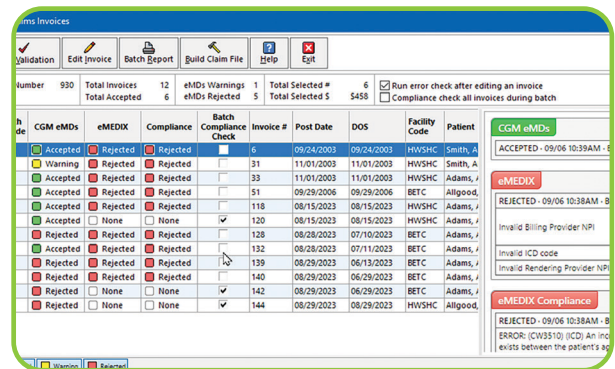 ms Invoices
Validation Edit Invoice Batch Report Build Claim File Help Exit
umber 930 Total Invoices 12 eMDs Warnings 1 Total Selected # 6 Run error check after editing an invoice
Total Accepted 6 eMDs Rejected 5 Total Selected $ $458 Compliance check all invoices during batch
h
de CGM eMDs eMEDIX Compliance Batch Compliance Check Invoice # Post Date DOS Facility Code Patient
Accepted Rejected Rejected 6 09/24/2003 09/24/2003 HWSHC Smith, A
Warning Rejected Rejected 31 11/01/2003 11/01/2003 HWSHC Smith, A
Accepted Rejected Rejected 33 11/01/2003 11/01/2003 HWSHC Adams, A
Accepted Rejected Rejected 51 09/29/2006 09/29/2006 BETC Allgood,
Accepted Rejected Rejected 118 08/15/2023 08/15/2023 HWSHC Adams, A
Accepted None None 120 08/15/2023 08/15/2023 HWSHC Adams, A
Rejected Rejected Rejected 128 08/28/2023 07/10/2023 BETC Adams, A
Accepted Rejected Rejected 132 08/28/2023 07/11/2023 BETC Adams, A
Rejected Rejected Rejected 139 08/29/2023 06/13/2023 BETC Adams, A
Rejected Rejected Rejected 140 08/29/2023 06/29/2023 BETC Adams, A
Rejected None None 142 08/29/2023 06/29/2023 BETC Adams, A
Rejected None None 144 08/29/2023 08/29/2023 HWSHC Allgood,
Warning Rejected
CGM eMDs
ACCEPTED - 09/06 10:39AM - B
eMEDIX
REJECTED - 09/06 10:38AM - B
Invalid Billing Provider NPI
Invalid ICD code
Invalid Rendering Provider NPI
eMEDIX Compliance
REJECTED - 09/06 10:38AM - B
ERROR: (CW3510) (ICD) An inc
exists between the patient's ag